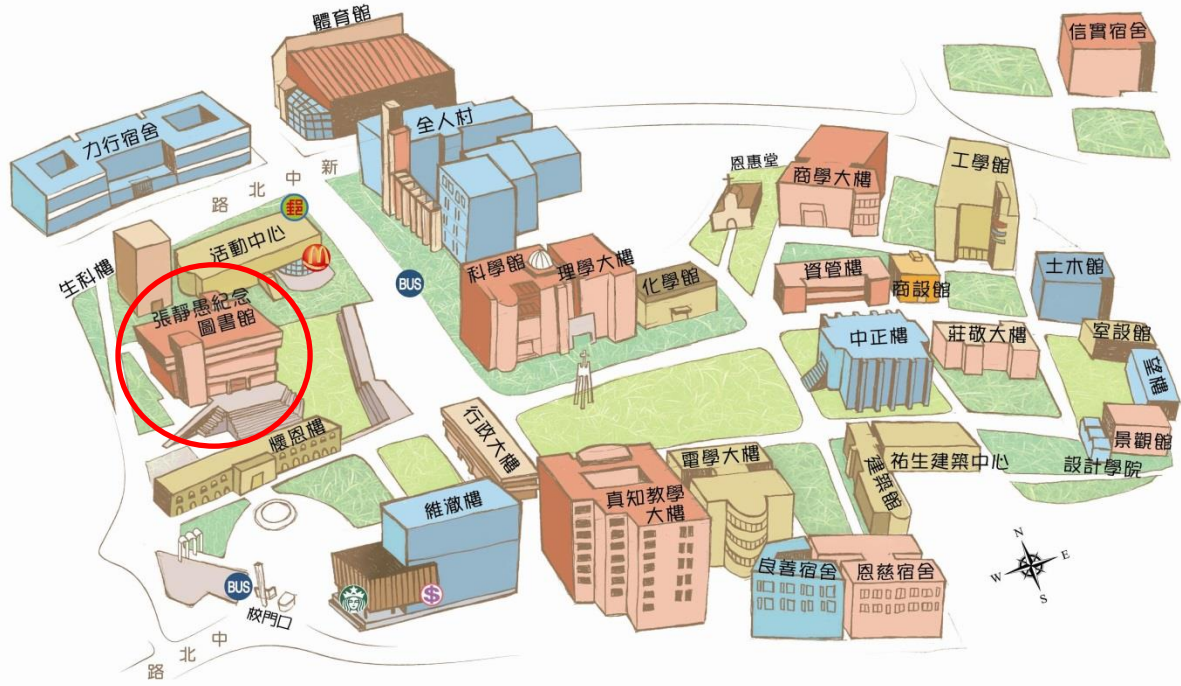 體育館
信實宿舍
力行宿舍
全人村
新
中
北
路
恩惠堂
商學大樓
工學館
郵
活動中心
生科樓
BUS
科學館
理學大樓
化學館
資管樓
商設館
土木館
張靜愚紀念
圖書館
中正樓
莊敬大樓
室設館
望樓
懷恩樓
行政大樓
電學大樓
建築館
祐生建築中心
景觀館
設計學院
維澈樓
真知教學
大樓
良善宿舍
恩慈宿舍
N
W
E
S
BUS
$
校門口
中
北
路